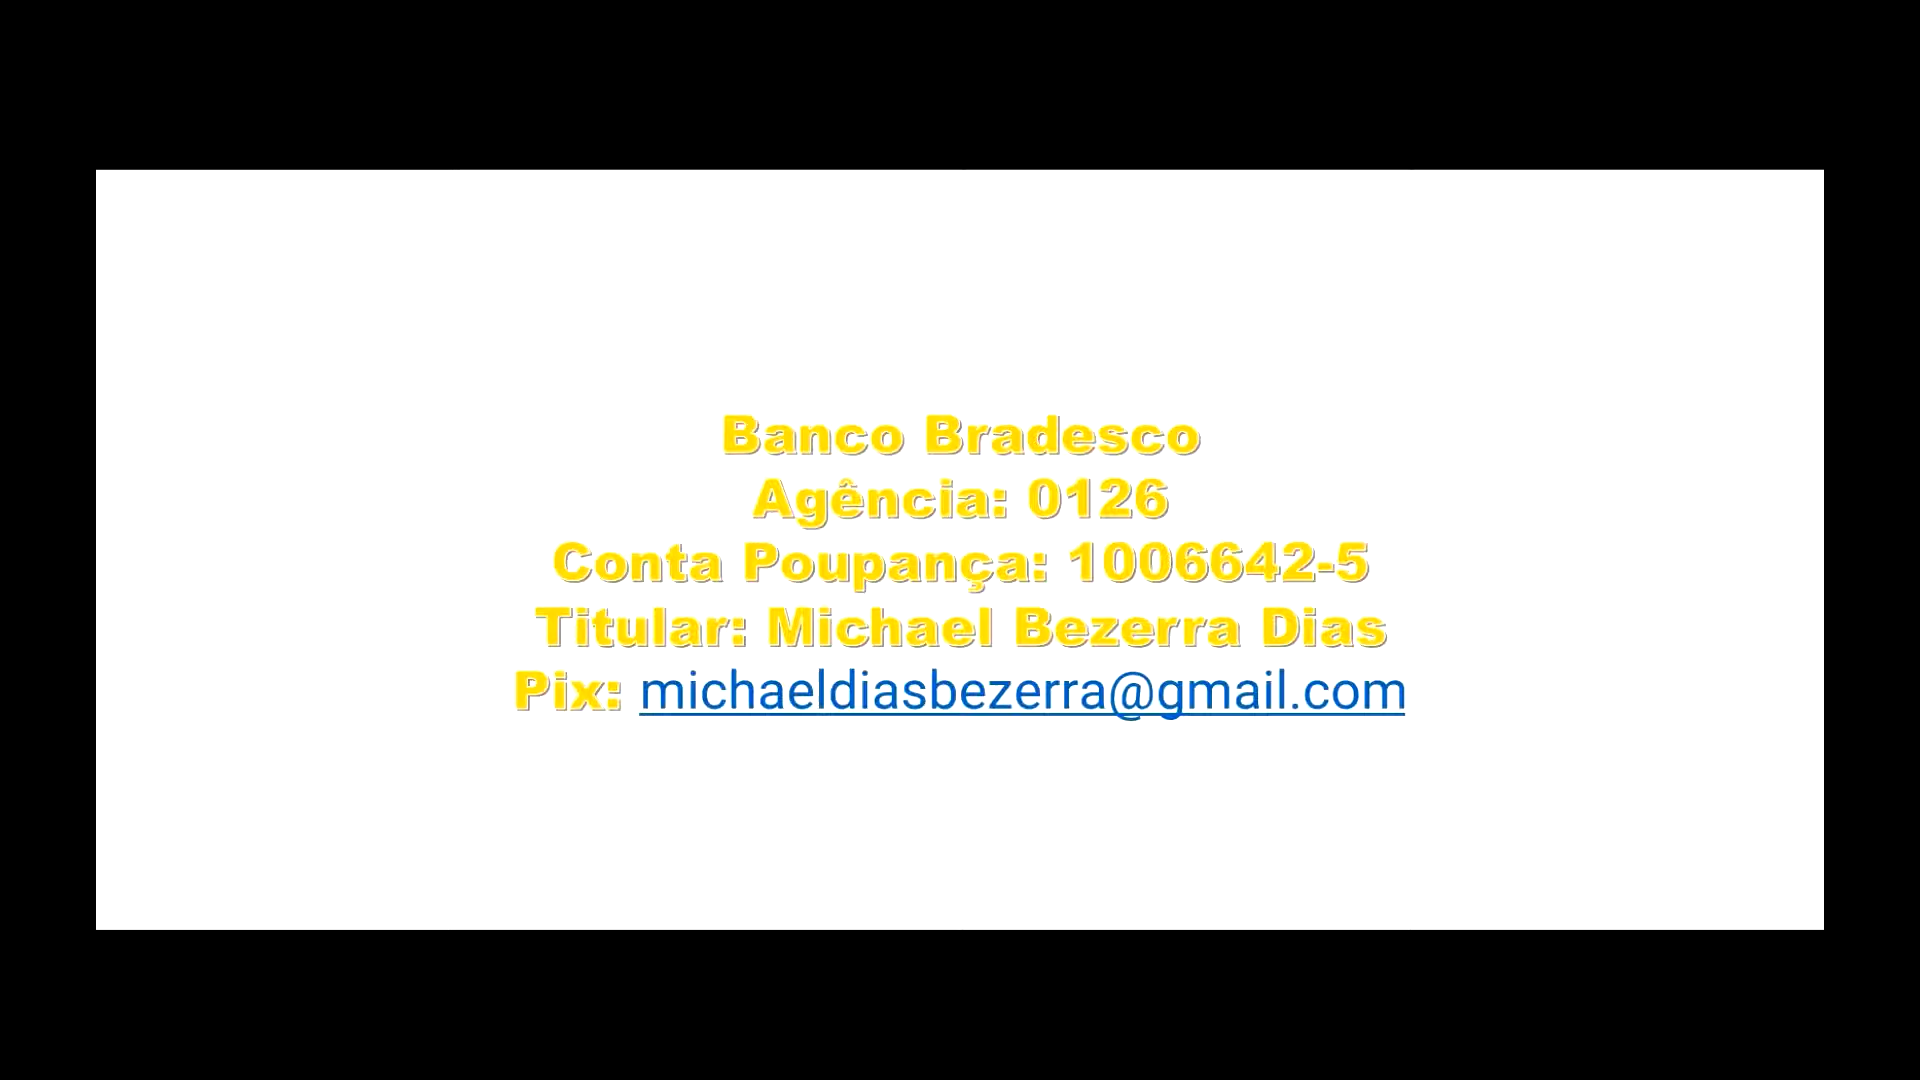 Banco Bradesco
Agência: 0126
Conta Poupança: 1006642-5
Titular: Michael Bezerra Dias
Pix: michaeldiasbezerra@gmail.com